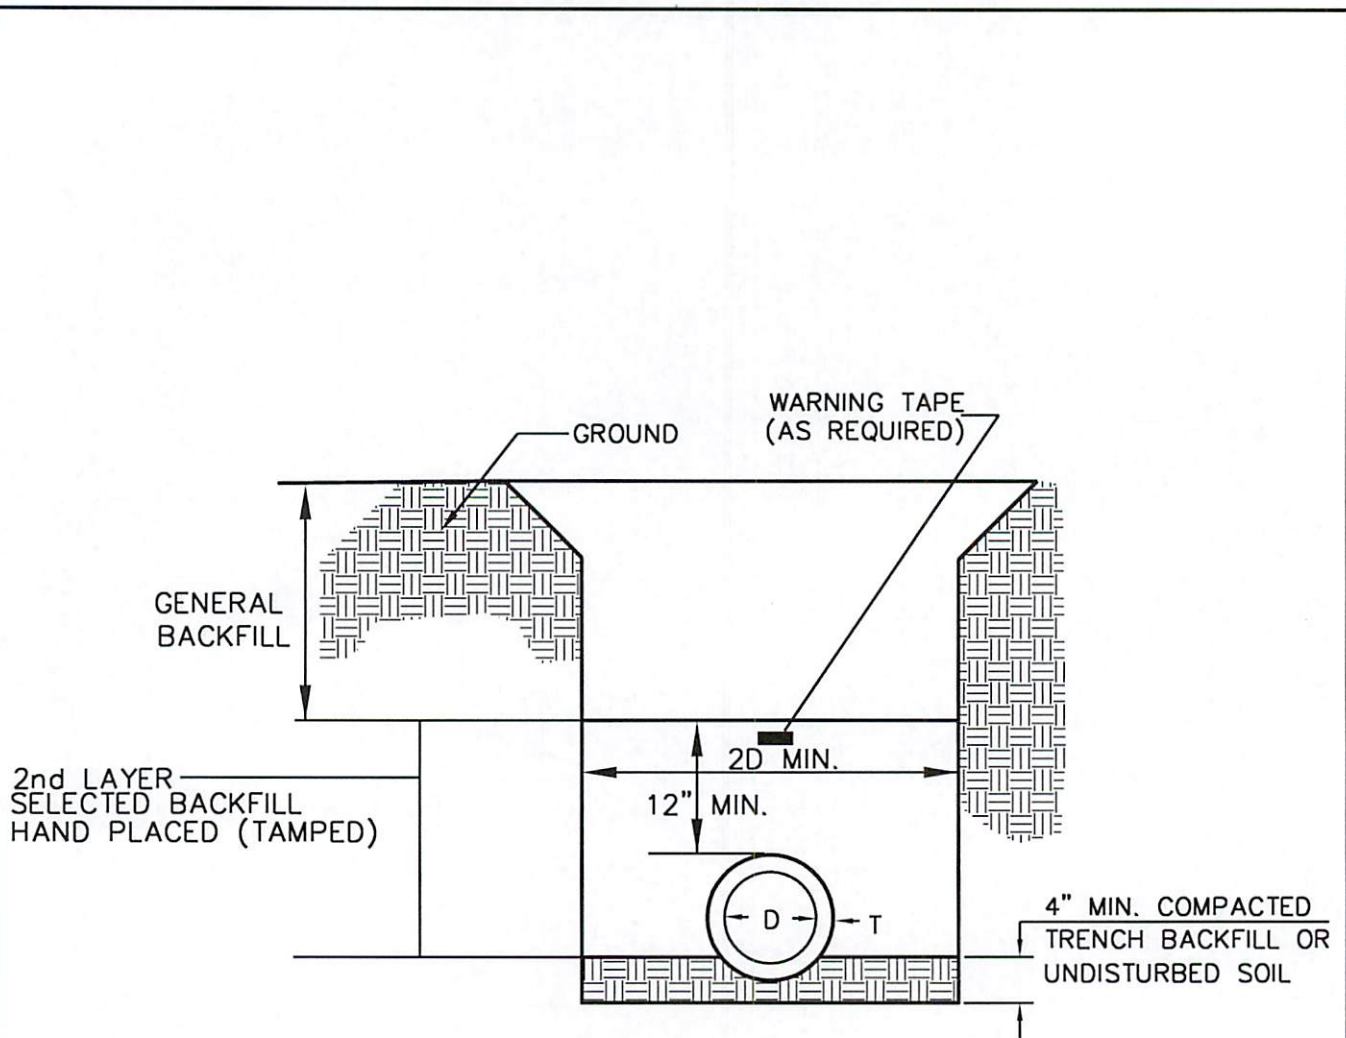 WARNING TAPE
(AS REQUIRED)
GROUND
GENERAL
BACKFILL
2D MIN.
12" MIN.
2nd LAYER
SELECTED BACKFILL
HAND PLACED (TAMPED)
D
T
4" MIN. COMPACTED
TRENCH BACKFILL OR
UNDISTURBED SOIL